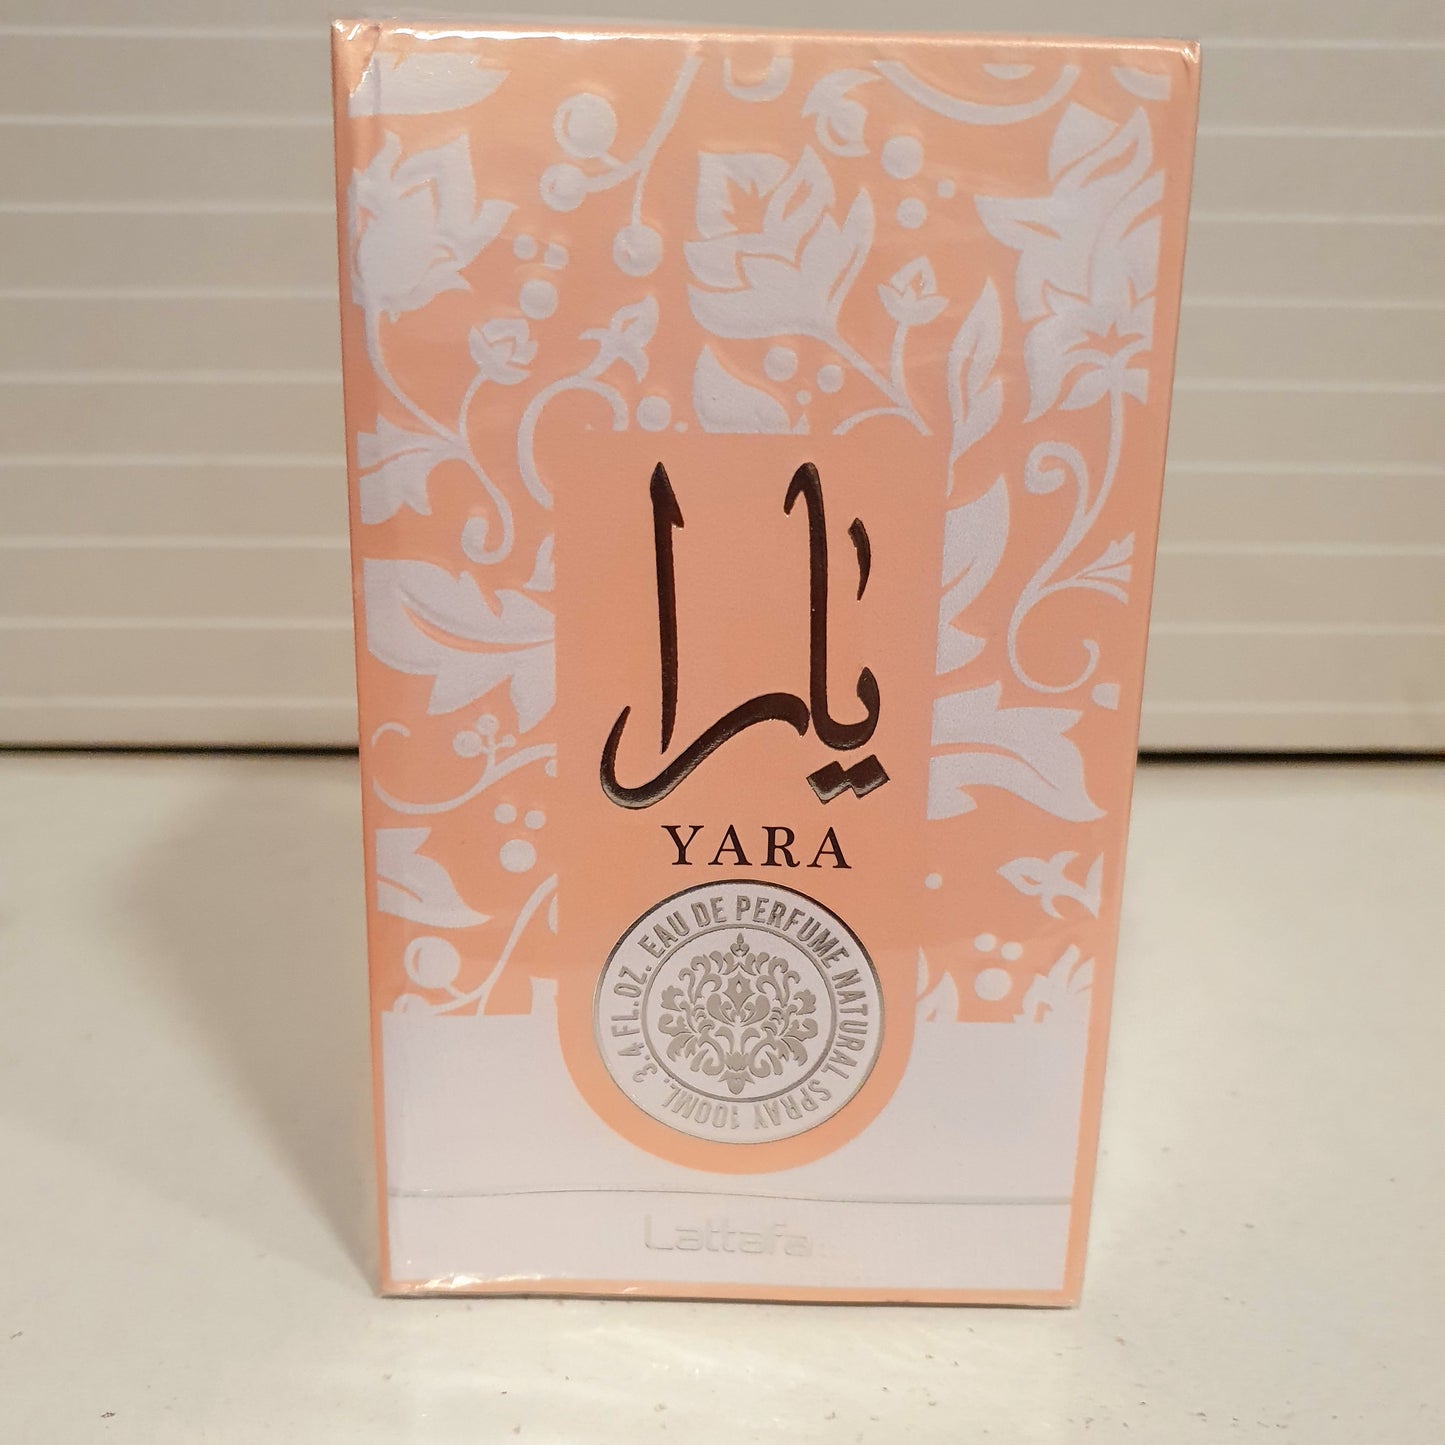 يارا
YARA
EAU DE PERFUME NATURAL SPRAY 100ML. 3.4 FL.OZ.
Lattafa